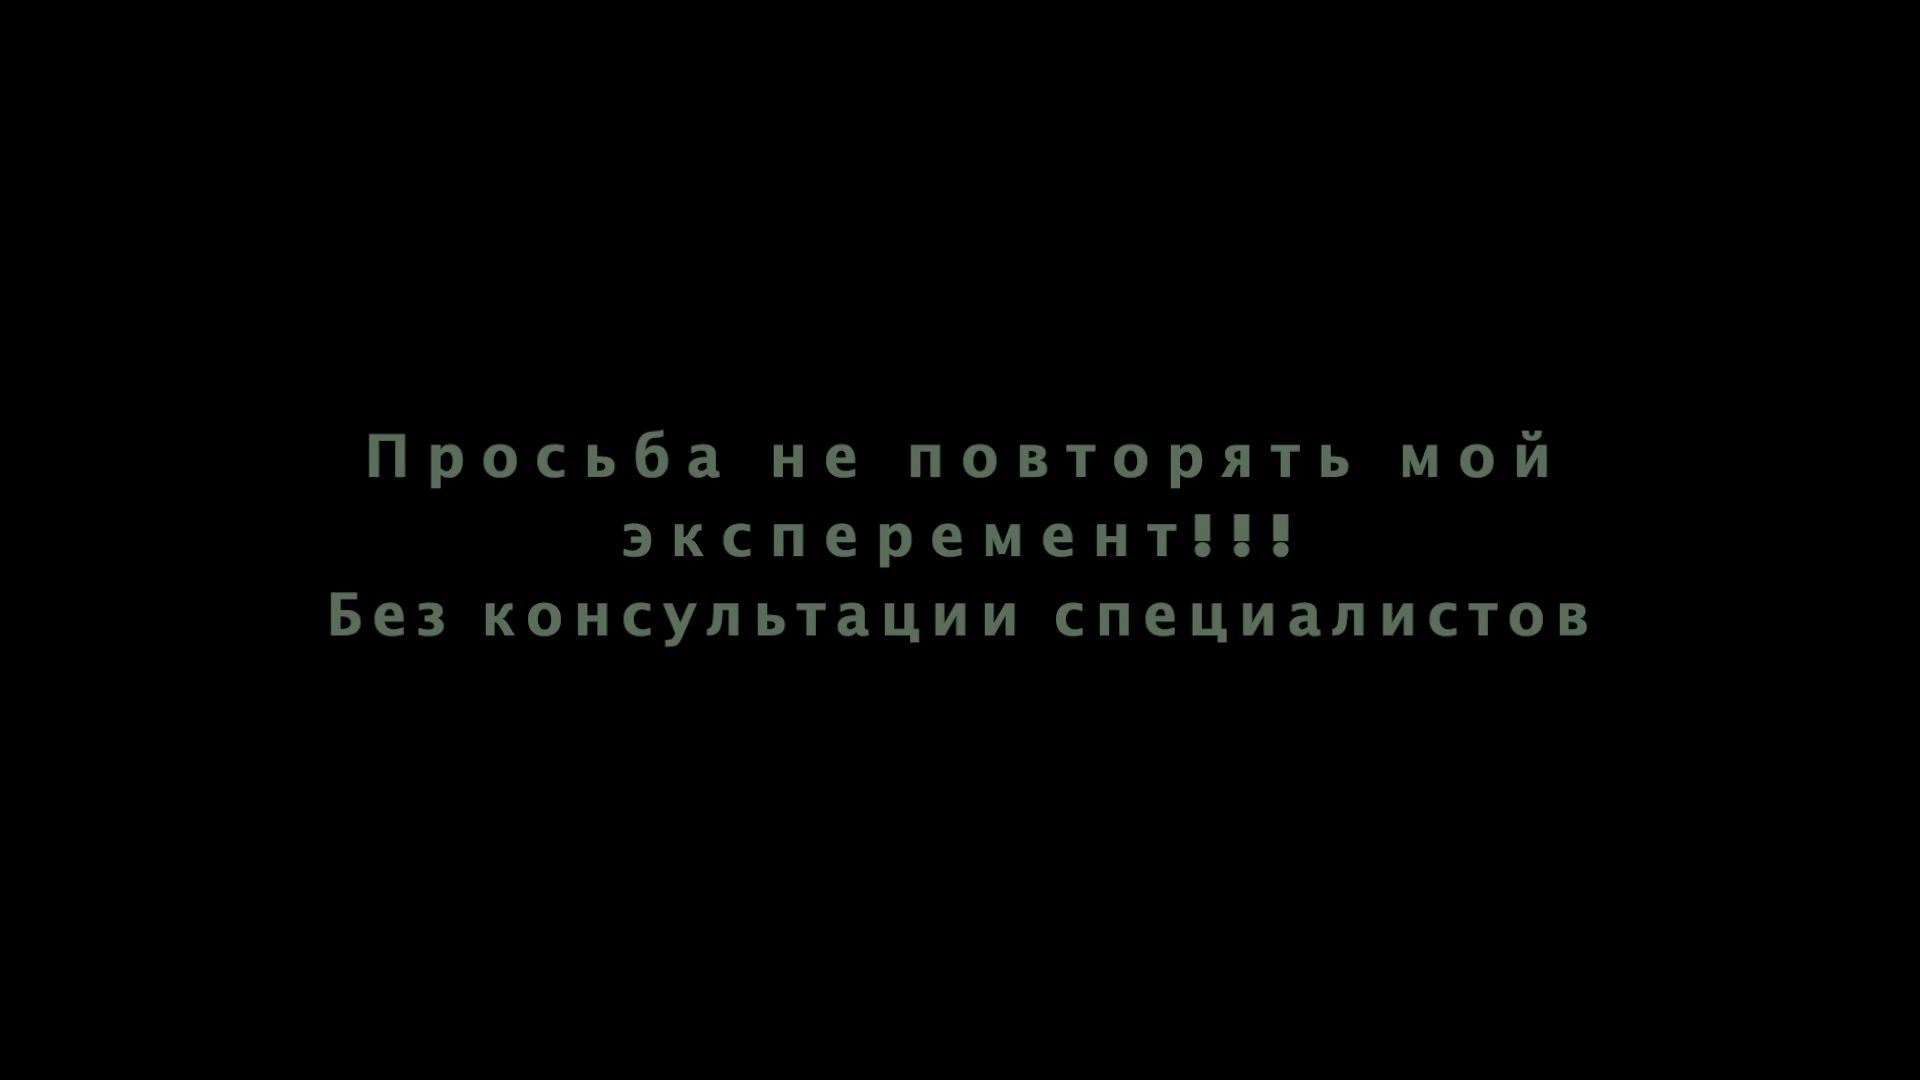 Просьба не повторять мой
эксперемент!!!
Без консультации специалистов